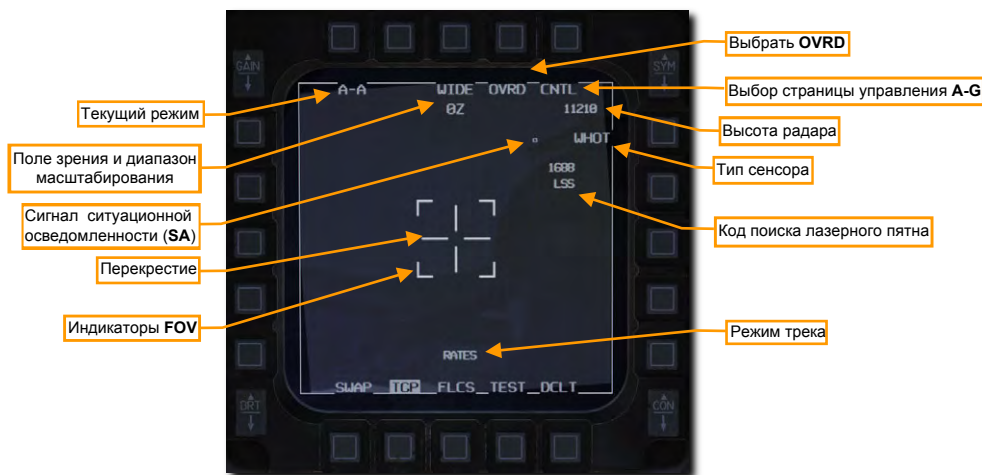 Выбрать OVRD
GAIN
SYM
A-A WIDE OVRD CNTL
Выбор страницы управления A-G
Текущий режим
0Z
11210
Высота радара
WHOT
Поле зрения и диапазон
масштабирования
Тип сенсора
1688
LSS
Сигнал ситуационной
осведомленности (SA)
Код поиска лазерного пятна
Перекрестие
Индикаторы FOV
Режим трека
RATES
SWAP TCP FLCS TEST DCLT
BRT
CON